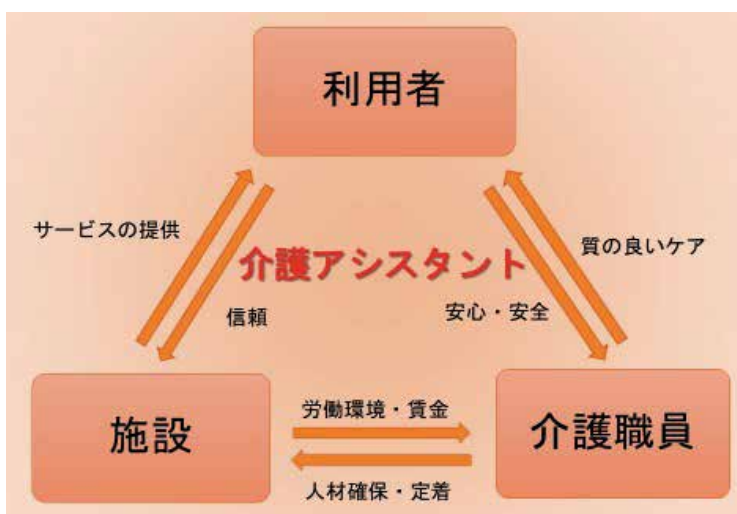 利用者
サービスの提供
質の良いケア
介護アシスタント
信頼
安心・安全
施設
労働環境・賃金
介護職員
人材確保・定着